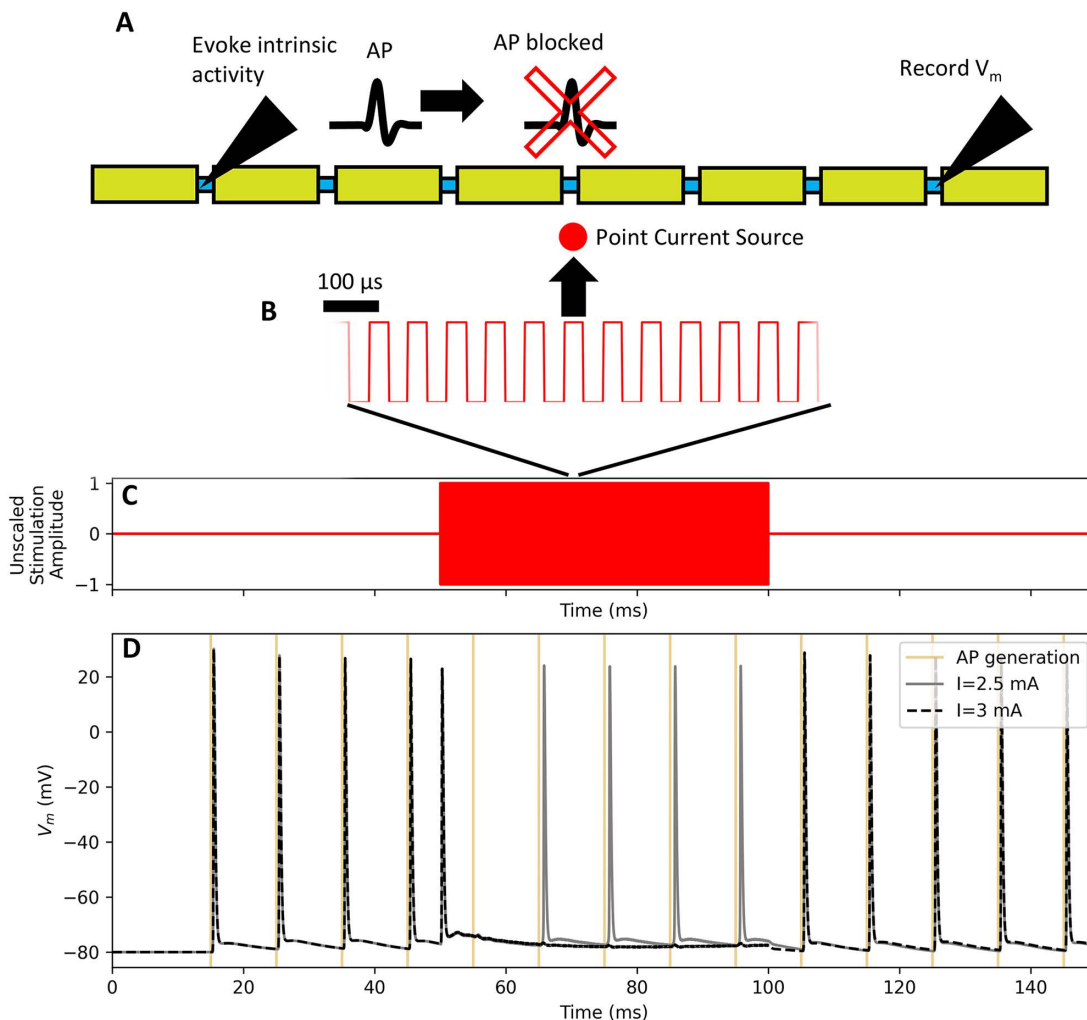 A
Evoke intrinsic
activity
AP
AP blocked
Record Vm
Point Current Source
100 µs
B
C
Unscaled
Stimulation
Amplitude
1
0
−1
Time (ms)
D
AP generation
I=2.5 mA
I=3 mA
Vm (mV)
20
0
−20
−40
−60
−80
0 20 40 60 80 100 120 140
Time (ms)